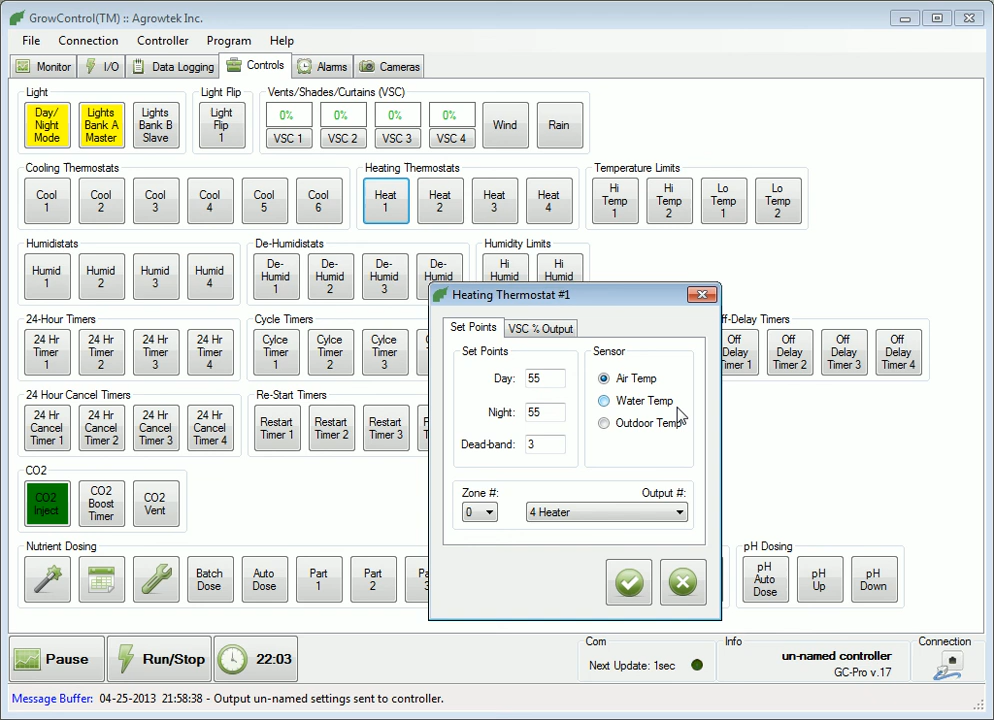 GrowControl(TM) :: Agrowtek Inc.
File Connection Controller Program Help
Monitor I/O Data Logging Controls Alarms Cameras
Light Light Flip Vents/Shades/Curtains (VSC)
Day/
Night
Mode
Lights
Bank A
Master
Lights
Bank B
Slave
Light
Flip
1
0% 0% 0% 0%
VSC 1 VSC 2 VSC 3 VSC 4
Wind Rain
Cooling Thermostats Heating Thermostats Temperature Limits
Cool
1
Cool
2
Cool
3
Cool
4
Cool
5
Cool
6
Heat
1
Heat
2
Heat
3
Heat
4
Hi
Temp
1
Hi
Temp
2
Lo
Temp
1
Lo
Temp
2
Humidistats De-Humidistats Humidity Limits
Humid
1
Humid
2
Humid
3
Humid
4
De-
Humid
1
De-
Humid
2
De-
Humid
3
De-
Humid
Hi
Humid
Hi
Humid
24-Hour Timers Cycle Timers ff-Delay Timers
24 Hr
Timer
1
24 Hr
Timer
2
24 Hr
Timer
3
24 Hr
Timer
4
Cylce
Timer
1
Cylce
Timer
2
Cylce
Timer
3
Off
Delay
Timer 1
Off
Delay
Timer 2
Off
Delay
Timer 3
Off
Delay
Timer 4
24 Hour Cancel Timers Re-Start Timers
24 Hr
Cancel
Timer 1
24 Hr
Cancel
Timer 2
24 Hr
Cancel
Timer 3
24 Hr
Cancel
Timer 4
Restart
Timer 1
Restart
Timer 2
Restart
Timer 3
CO2
CO2
Inject
CO2
Boost
Timer
CO2
Vent
Nutrient Dosing pH Dosing
Batch
Dose
Auto
Dose
Part
1
Part
2
Pa
3
pH
Auto
Dose
pH
Up
pH
Down
Heating Thermostat #1
Set Points VSC % Output
Set Points
Day: 55
Night: 55
Dead-band: 3
Sensor
Air Temp
Water Temp
Outdoor Temp
Zone #: Output #:
0 4 Heater
Pause Run/Stop 22:03
Com
Next Update: 1sec
Info
un-named controller
GC-Pro v.17
Connection
Message Buffer: 04-25-2013 21:58:38 - Output un-named settings sent to controller.